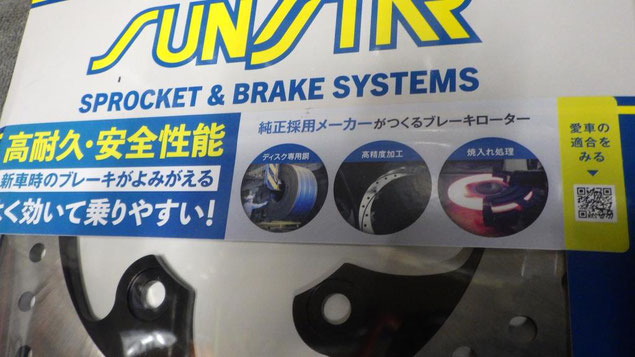 SUNSTAR
SPROCKET & BRAKE SYSTEMS
高耐久・安全性能
新車時のブレーキがよみがえる
よく効いて乗りやすい!
純正採用メーカーがつくるブレーキローター
ディスク専用鋼
高精度加工
焼入れ処理
愛車の
適合を
みる